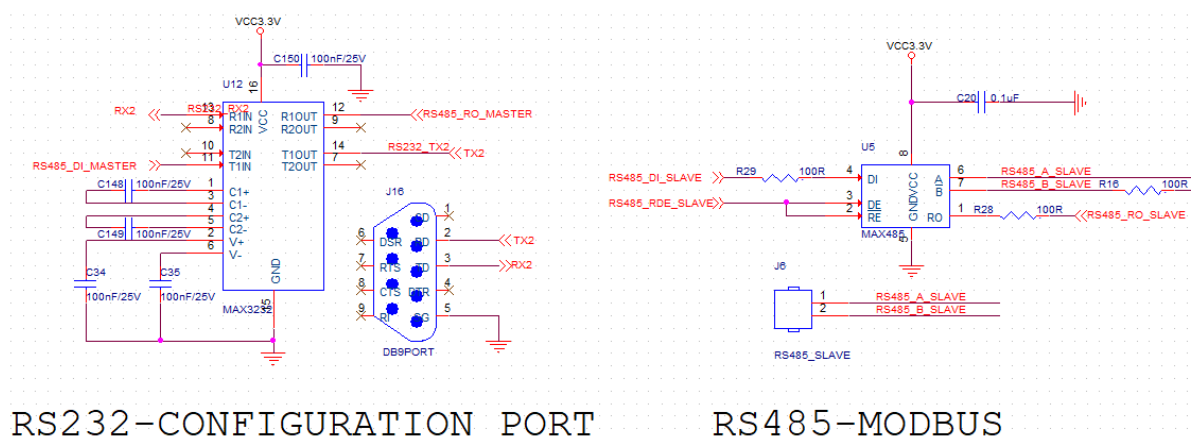 VCC3.3V
C150
100nF/25V
U12
16
RX2
RS232_RX2
13
R1IN
VCC
R1OUT
12
RS485_RO_MASTER
8
R2IN
R2OUT
9
10
T2IN
T1OUT
14
RS232_TX2
TX2
RS485_DI_MASTER
11
T1IN
T2OUT
7
C148
100nF/25V
1
C1+
3
C1-
4
C2+
5
C2-
C149
100nF/25V
2
V+
6
V-
GND
15
MAX3232
C34
100nF/25V
C35
100nF/25V
J16
1
6
DSR
RD
2
TX2
7
RTS
TD
3
RX2
8
CTS
DTR
4
9
RI
SG
5
DB9PORT
VCC3.3V
C20
0.1uF
U5
8
RS485_DI_SLAVE
R29
100R
4
DI
GND
VCC
A
6
RS485_A_SLAVE
B
7
RS485_B_SLAVE
R16
100R
RS485_RDE_SLAVE
3
DE
2
RE
RO
1
R28
100R
RS485_RO_SLAVE
MAX485
5
J6
1
RS485_A_SLAVE
2
RS485_B_SLAVE
RS485_SLAVE
RS232-CONFIGURATION PORT
RS485-MODBUS